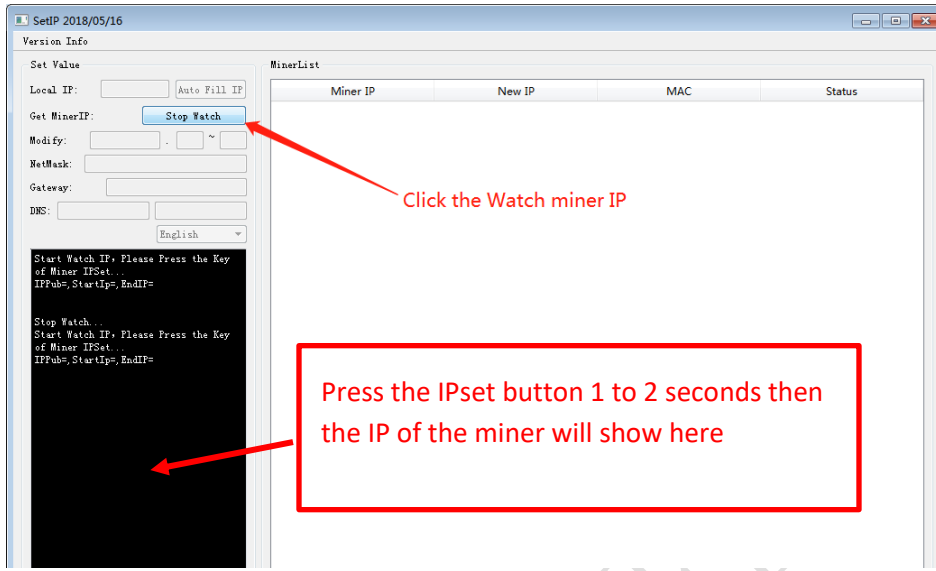 SetIP 2018/05/16
Version Info
Set Value
Local IP:
Auto Fill IP
Get MinerIP:
Stop Watch
Modify:
.
~
NetMask:
Gateway:
DNS:
English
Start Watch IP, Please Press the Key
of Miner IPSet...
IPPub=,StartIp=,EndIP=
Stop Watch...
Start Watch IP, Please Press the Key
of Miner IPSet...
IPPub=,StartIp=,EndIP=
MinerList
Miner IP
New IP
MAC
Status
Click the Watch miner IP
Press the IPset button 1 to 2 seconds then
the IP of the miner will show here